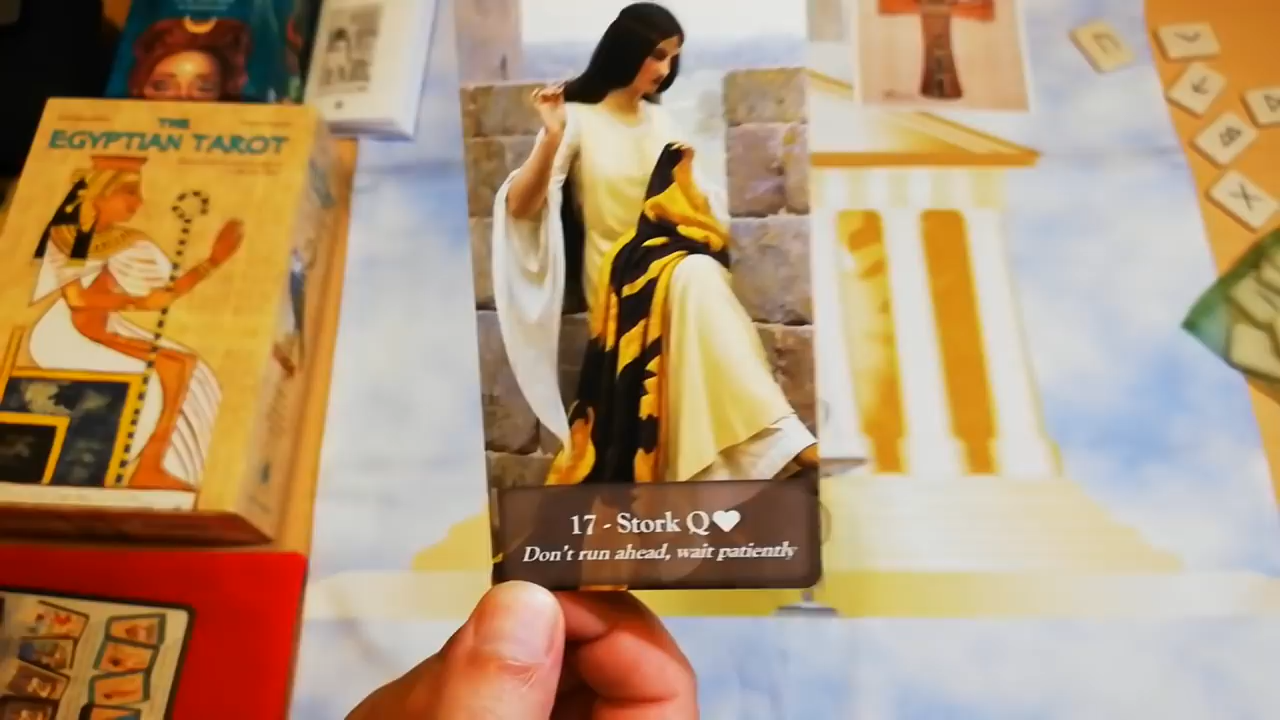 THE
EGYPTIAN TAROT
17 - Stork Q♥
Don't run ahead, wait patiently